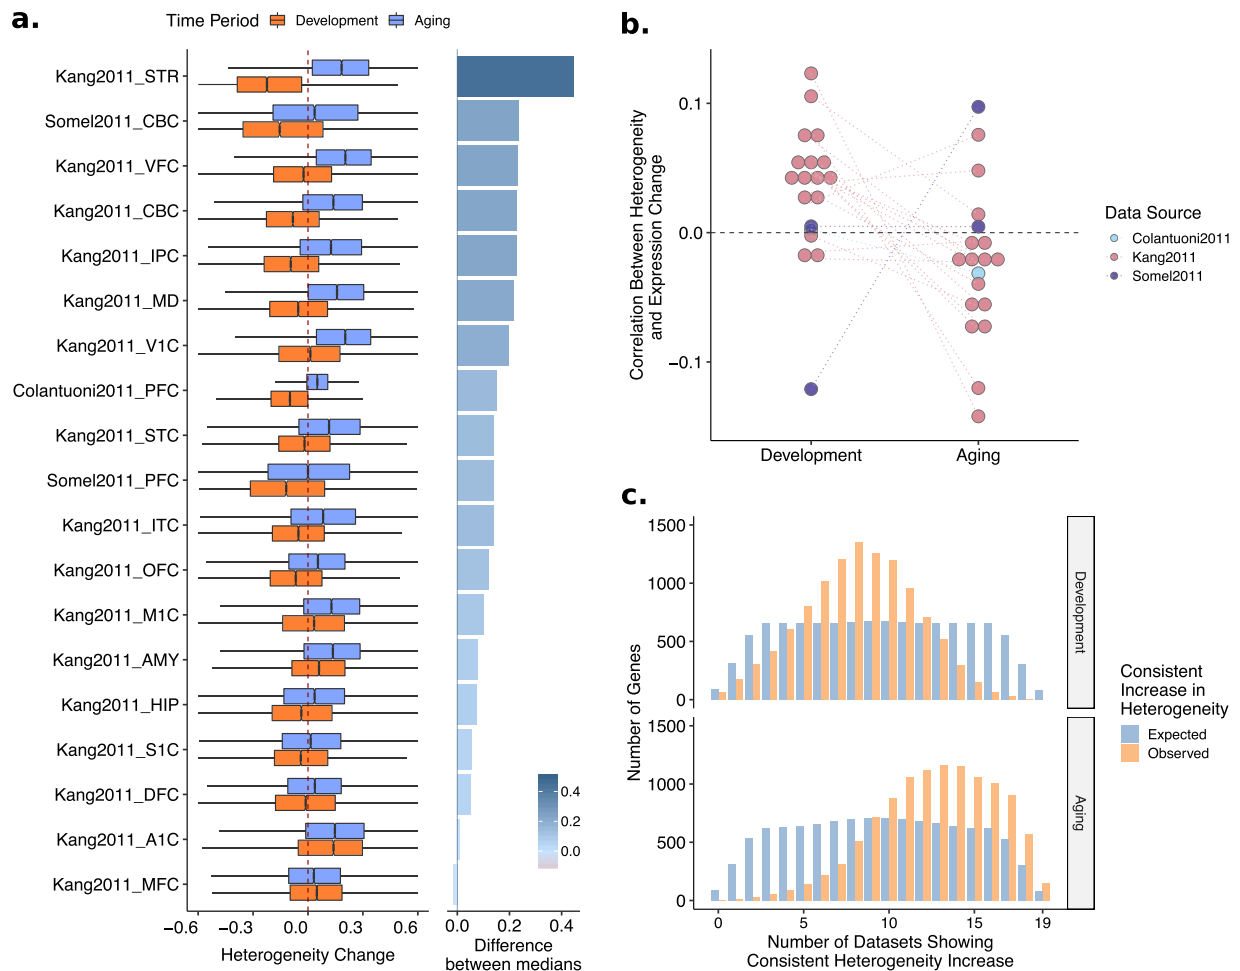 a.
Time Period Development Aging
Kang2011_STR
Somel2011_CBC
Kang2011_VFC
Kang2011_CBC
Kang2011_IPC
Kang2011_MD
Kang2011_V1C
Colantuoni2011_PFC
Kang2011_STC
Somel2011_PFC
Kang2011_ITC
Kang2011_OFC
Kang2011_M1C
Kang2011_AMY
Kang2011_HIP
Kang2011_S1C
Kang2011_DFC
Kang2011_A1C
Kang2011_MFC
−0.6 −0.3 0.0 0.3 0.6
Heterogeneity Change
0.4
0.2
0.0
0.0 0.2 0.4
Difference
between medians
b.
Correlation Between Heterogeneity
and Expression Change
0.1
0.0
−0.1
Development Aging
Data Source
Colantuoni2011
Kang2011
Somel2011
c.
Number of Genes
1500
1000
500
0
Development
1500
1000
500
0
Aging
0 5 10 15 19
Number of Datasets Showing
Consistent Heterogeneity Increase
Consistent
Increase in
Heterogeneity
Expected
Observed